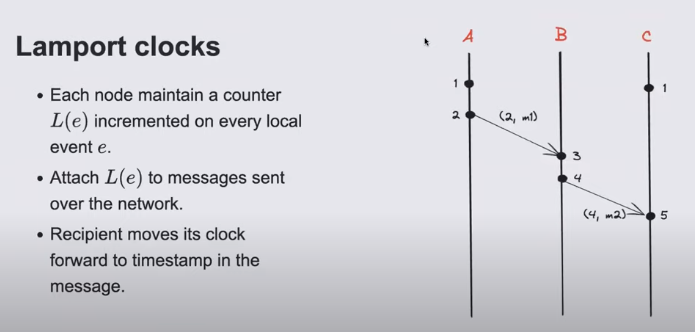 Lamport clocks
• Each node maintain a counter
L(e) incremented on every local
event e.
• Attach L(e) to messages sent
over the network.
• Recipient moves its clock
forward to timestamp in the
message.
A B C
1 1
2 (2, m1)
3
4
(4, m2) 5